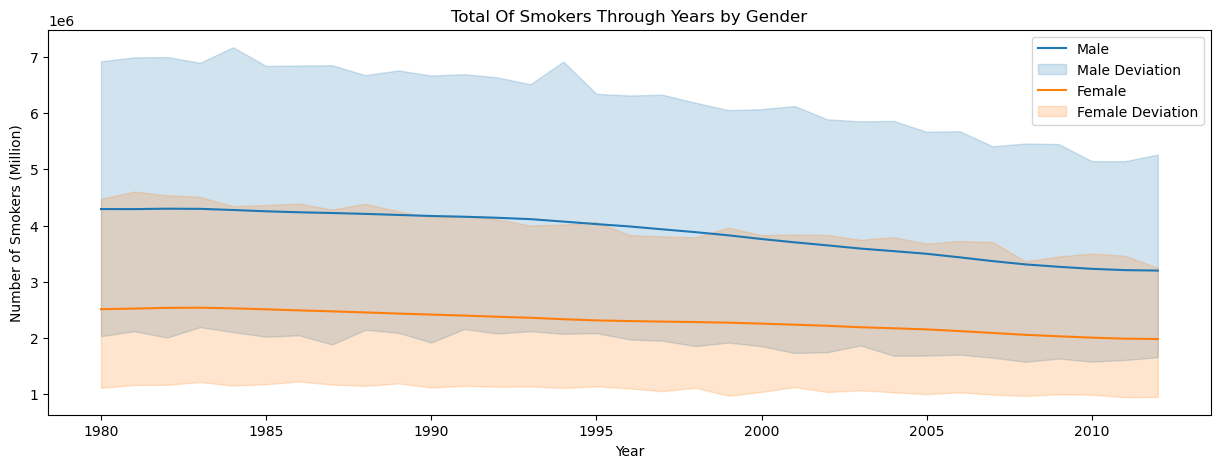 Total Of Smokers Through Years by Gender
1e6
Number of Smokers (Million)
7
6
5
4
3
2
1
Male
Male Deviation
Female
Female Deviation
1980 1985 1990 1995 2000 2005 2010
Year